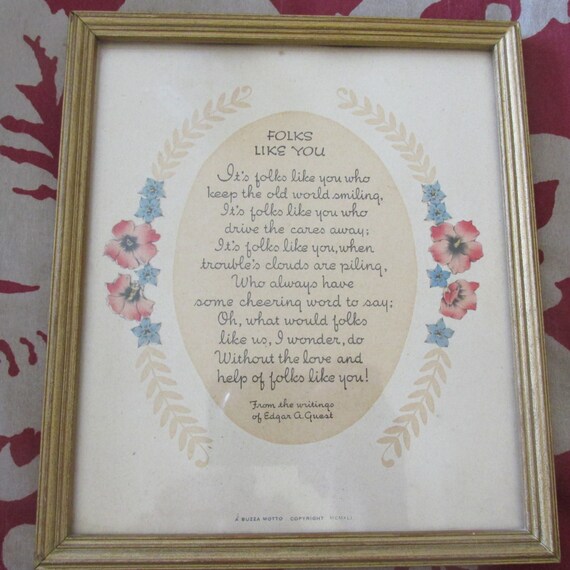 FOLKS
LIKE YOU
It's folks like you who
keep the old world smiling,
It's folks like you who
drive the cares away;
It's folks like you, when
trouble's clouds are piling,
Who always have
some cheering word to say;
Oh, what would folks
like us, I wonder, do
Without the love and
help of folks like you!
From the writings
of Edgar A. Guest
A BUZZA MOTTO COPYRIGHT